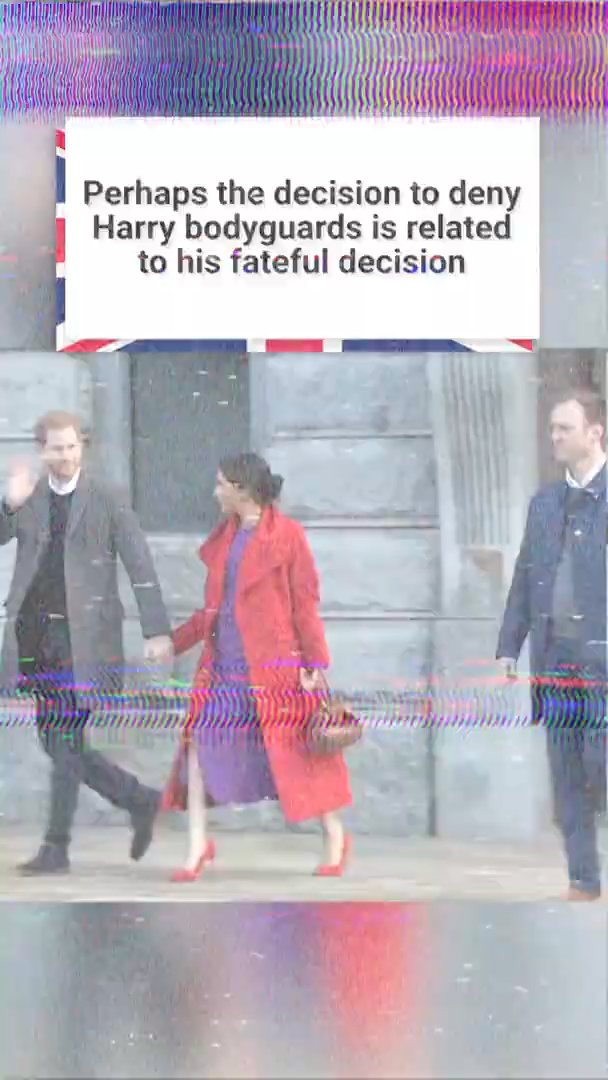 Perhaps the decision to deny
Harry bodyguards is related
to his fateful decision